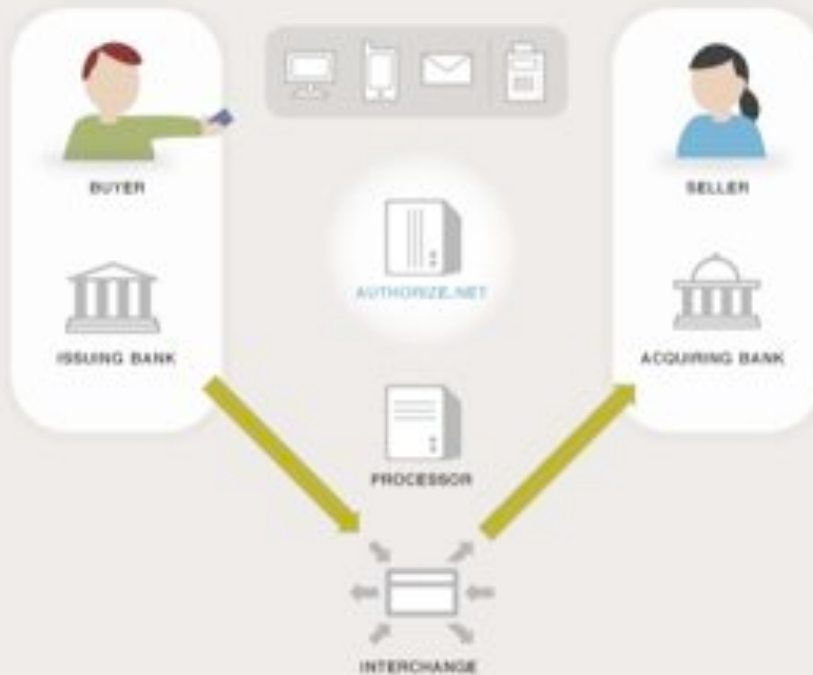 BUYER
SELLER
AUTHORIZE.NET
ISSUING BANK
ACQUIRING BANK
PROCESSOR
INTERCHANGE